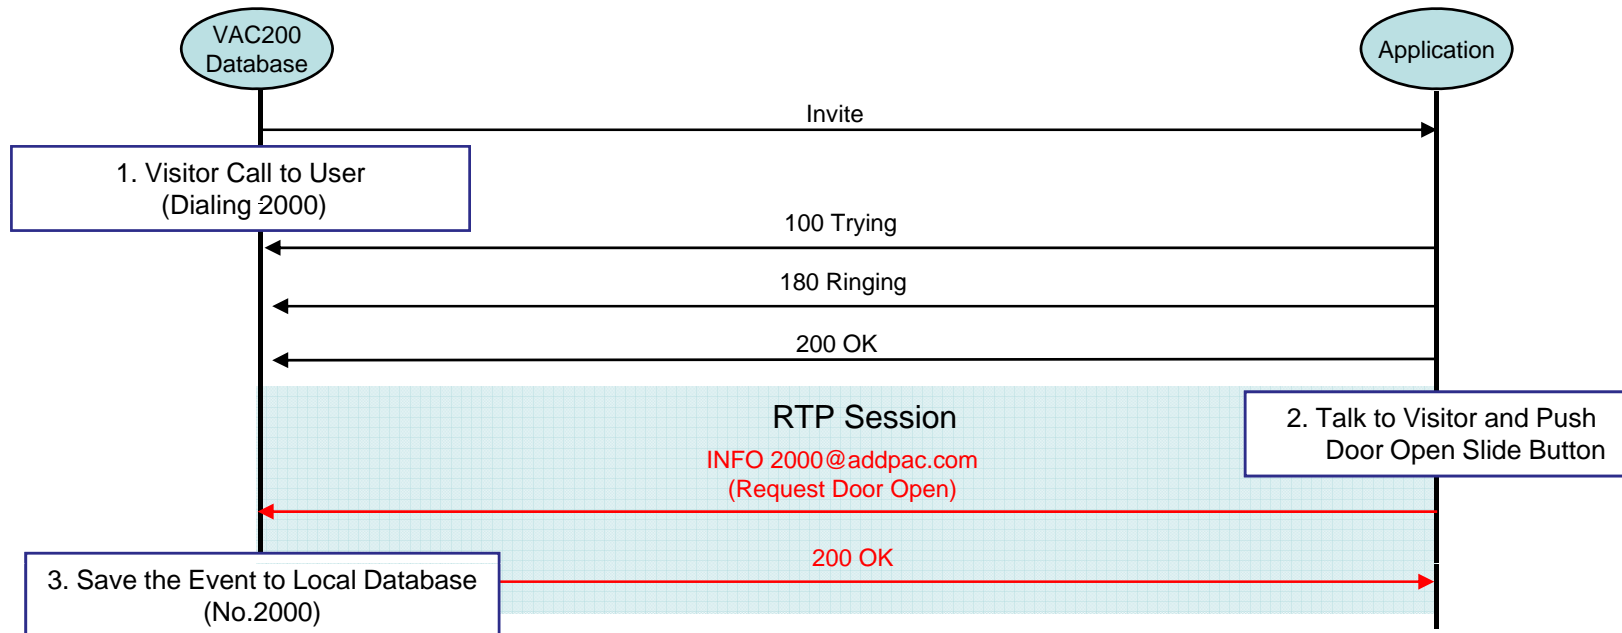 VAC200
Database
Application
Invite
1. Visitor Call to User
(Dialing 2000)
100 Trying
180 Ringing
200 OK
RTP Session
2. Talk to Visitor and Push
Door Open Slide Button
INFO 2000@addpac.com
(Request Door Open)
200 OK
3. Save the Event to Local Database
(No.2000)